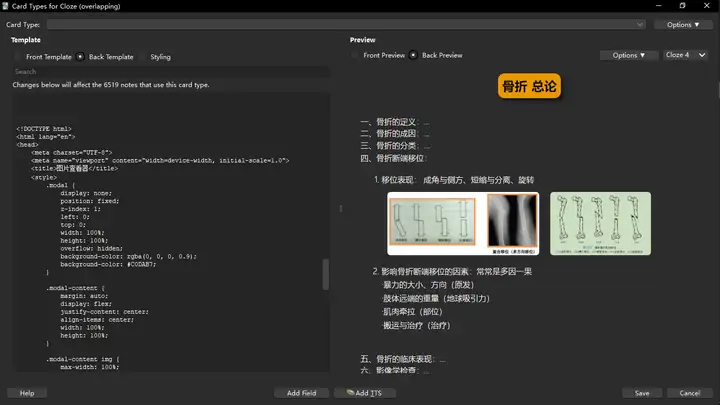 Card Types for Cloze (overlapping)
Card Type:
Options ▼
Template
Front Template
Back Template
Styling
Search
Changes below will affect the 6519 notes that use this card type.
<!DOCTYPE html>
<html lang="en">
<head>
<meta charset="UTF-8">
<meta name="viewport" content="width=device-width, initial-scale=1.0">
<title>图片查看器</title>
<style>
.modal {
display: none;
position: fixed;
z-index: 1;
left: 0;
top: 0;
width: 100%;
height: 100%;
overflow: hidden;
background-color: rgba(0, 0, 0, 0.9);
background-color: #C0DAB7;
}
.modal-content {
margin: auto;
display: flex;
justify-content: center;
align-items: center;
width: 100%;
height: 100%;
}
.modal-content img {
max-width: 100%;
Preview
Front Preview
Back Preview
Options ▼
Cloze 4
骨折 总论
一、骨折的定义：...
二、骨折的成因：...
三、骨折的分类：...
四、骨折断端移位：
1. 移位表现： 成角与侧方、短缩与分离、旋转
2. 影响骨折断端移位的因素：常常是多因一果
·暴力的大小、方向（原发）
·肢体远端的重量（地球吸引力）
·肌肉牵拉（部位）
·搬运与治疗（治疗）
五、骨折的临床表现：...
六、影像学检查：...
Help
Add Field
Add TTS
Save
Cancel